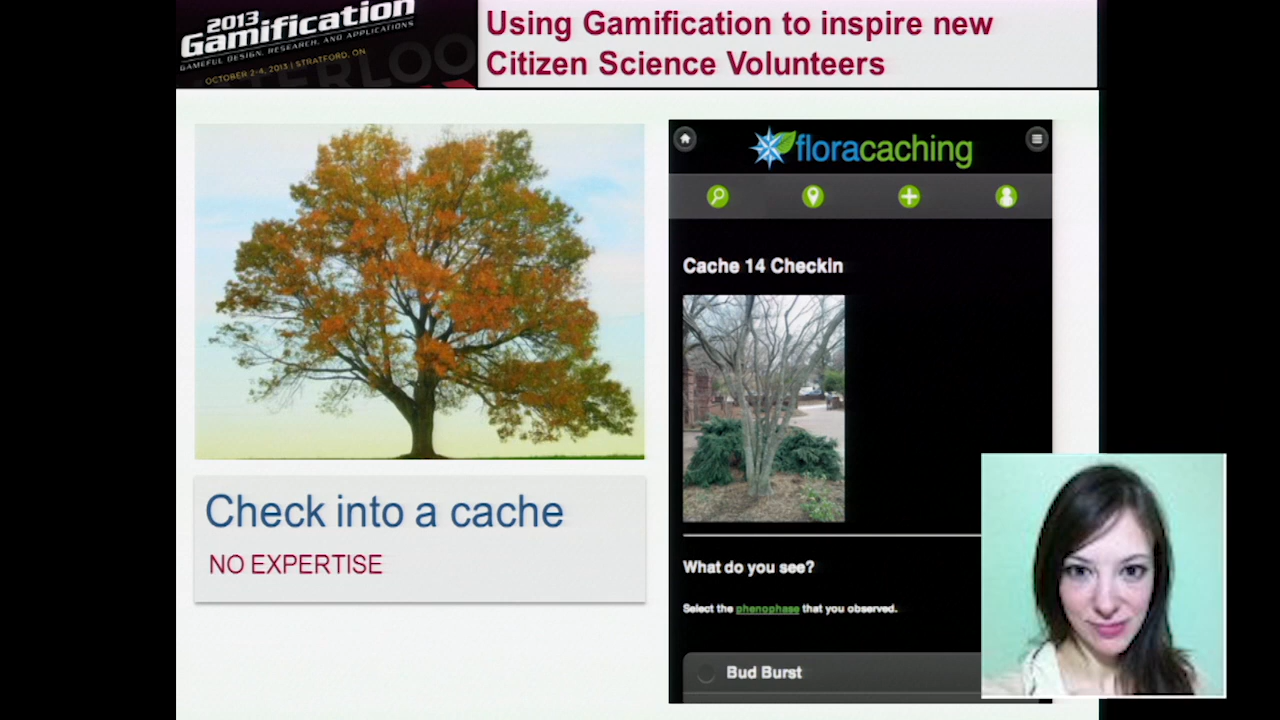 2013
Gamification
GAMEFUL DESIGN, RESEARCH, AND APPLICATIONS
OCTOBER 2-4, 2013 | STRATFORD, ON
Using Gamification to inspire new
Citizen Science Volunteers
floracaching
Cache 14 CheckIn
Check into a cache
NO EXPERTISE
What do you see?
Select the phenophase that you observed.
Bud Burst